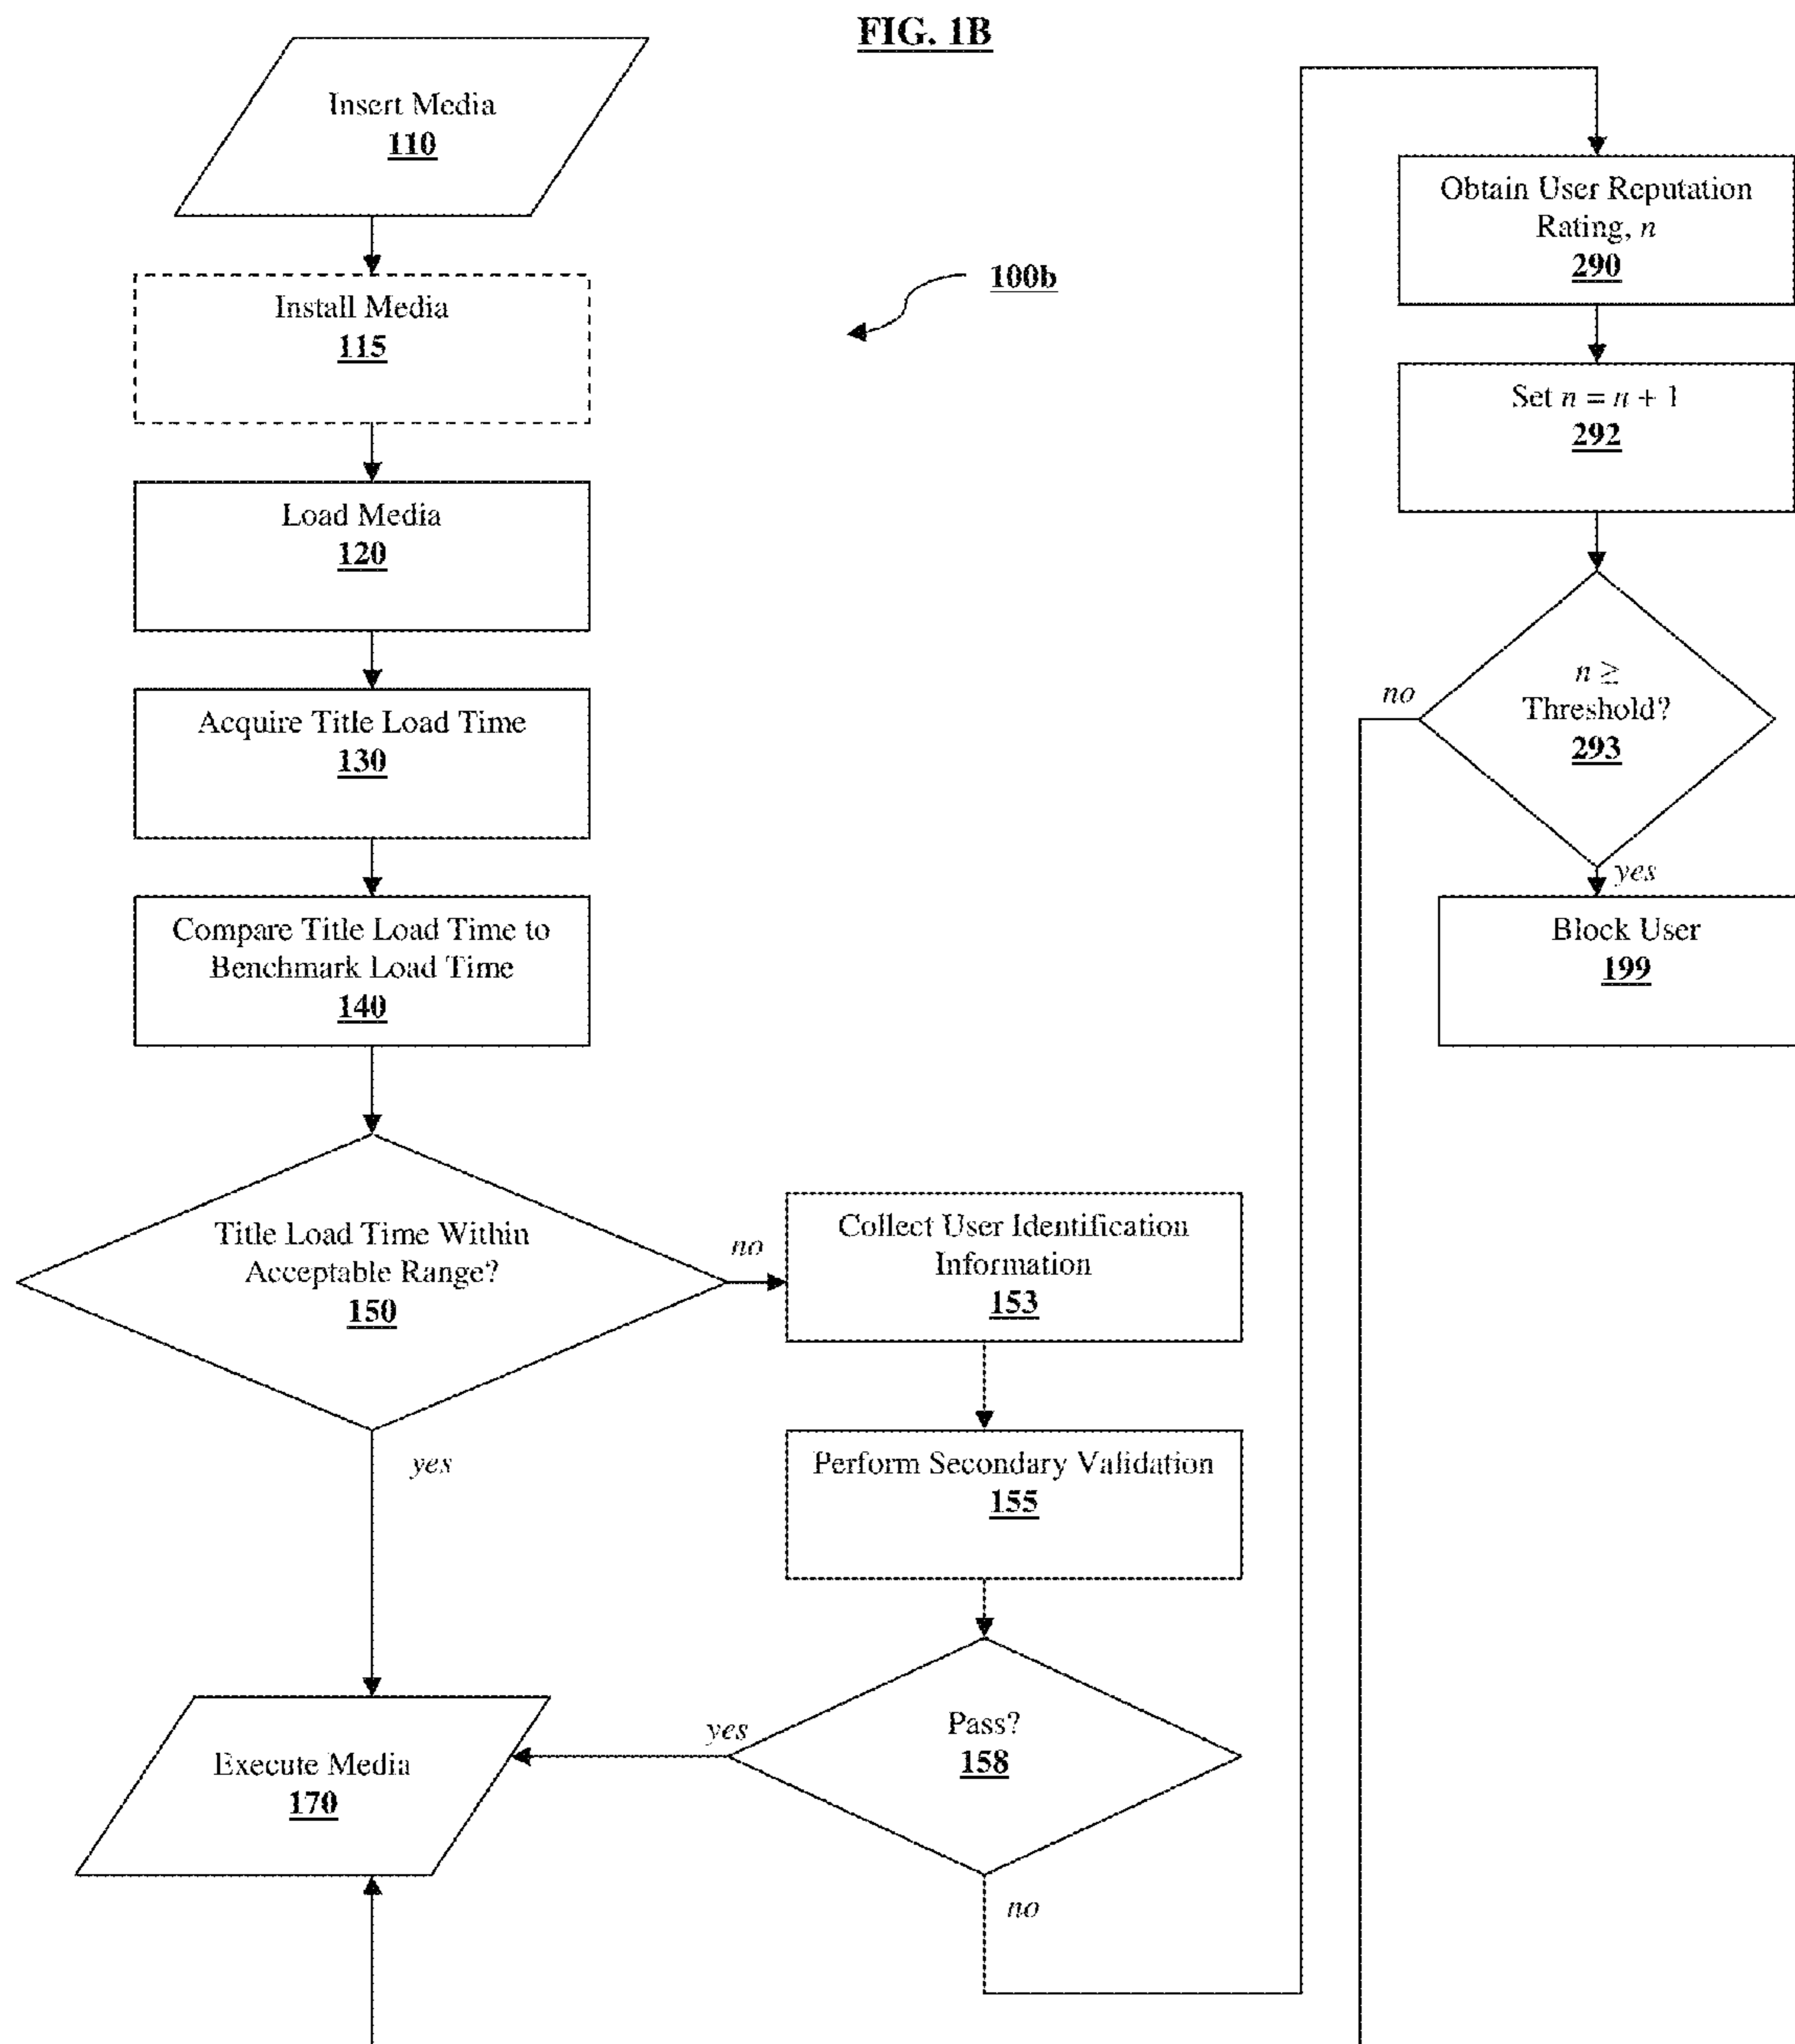 FIG. 1B
Insert Media
110
Install Media
115
100b
Load Media
120
Acquire Title Load Time
130
Compare Title Load Time to
Benchmark Load Time
140
Title Load Time Within
Acceptable Range?
150
no
yes
Collect User Identification
Information
153
Perform Secondary Validation
155
Pass?
158
yes
no
Execute Media
170
Obtain User Reputation
Rating, n
290
Set n = n + 1
292
n ≥
Threshold?
293
no
yes
Block User
199